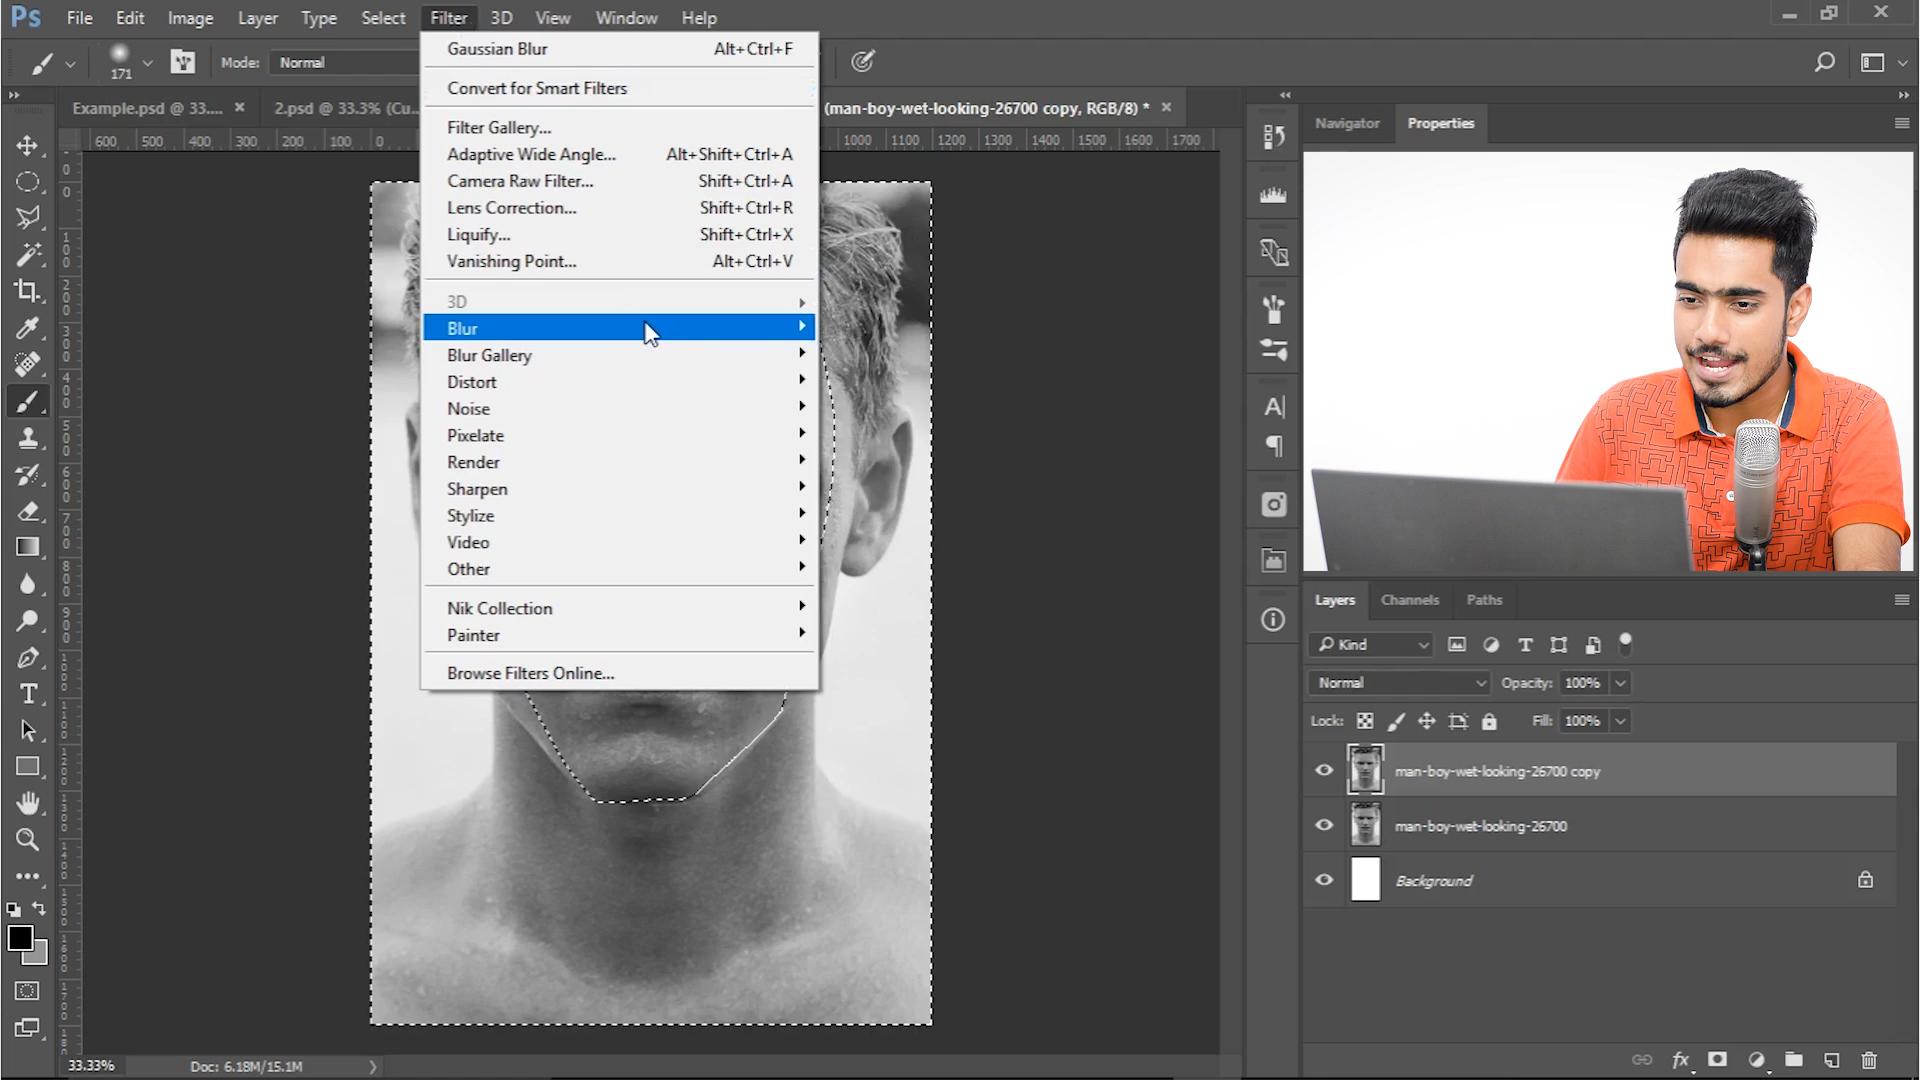 Ps File Edit Image Layer Type Select Filter 3D View Window Help
171 Mode: Normal
Example.psd @ 33.... × 2.psd @ 33.3% (Cu... (man-boy-wet-looking-26700 copy, RGB/8) * ×
600 500 400 300 200 100 0 1000 1100 1200 1300 1400 1500 1600 1700
Gaussian Blur Alt+Ctrl+F
Convert for Smart Filters
Filter Gallery...
Adaptive Wide Angle... Alt+Shift+Ctrl+A
Camera Raw Filter... Shift+Ctrl+A
Lens Correction... Shift+Ctrl+R
Liquify... Shift+Ctrl+X
Vanishing Point... Alt+Ctrl+V
3D
Blur
Blur Gallery
Distort
Noise
Pixelate
Render
Sharpen
Stylize
Video
Other
Nik Collection
Painter
Browse Filters Online...
Navigator Properties
Layers Channels Paths
Kind
Normal Opacity: 100%
Lock: Fill: 100%
man-boy-wet-looking-26700 copy
man-boy-wet-looking-26700
Background
33.33% Doc: 6.18M/15.1M